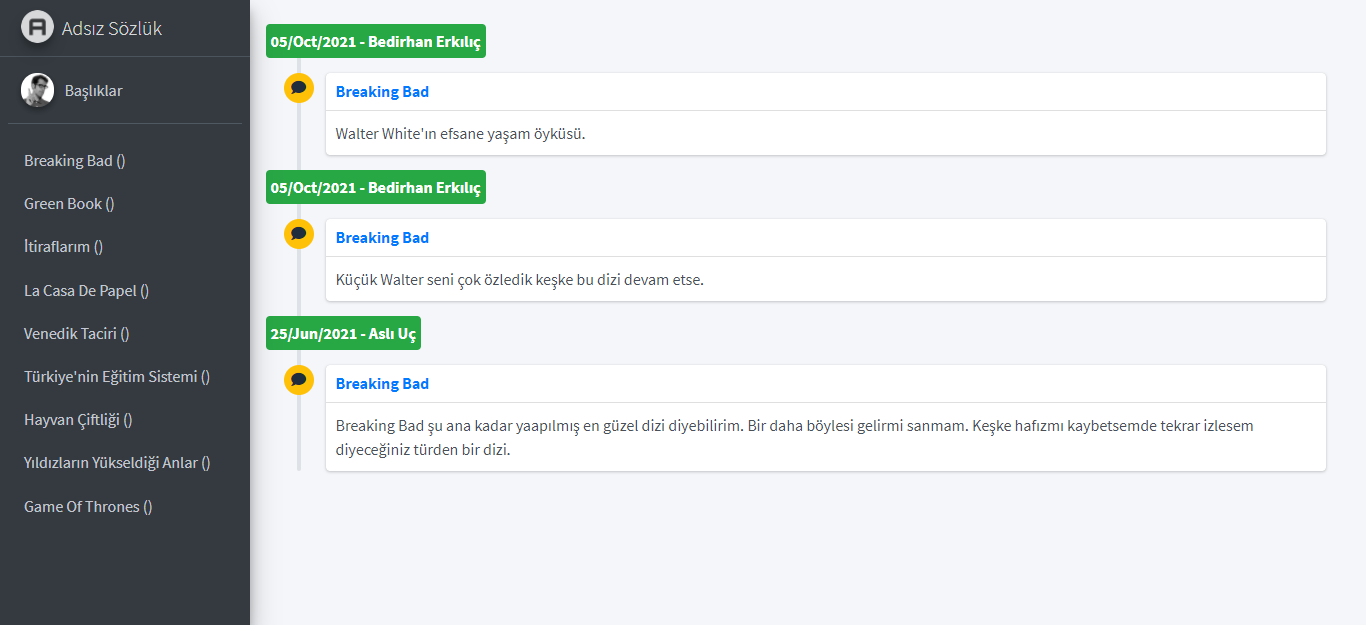 Adsız Sözlük
Başlıklar
Breaking Bad ()
Green Book ()
İtiraflarım ()
La Casa De Papel ()
Venedik Taciri ()
Türkiye'nin Eğitim Sistemi ()
Hayvan Çiftliği ()
Yıldızların Yükseldiği Anlar ()
Game Of Thrones ()
05/Oct/2021 - Bedirhan Erkılıç
Breaking Bad
Walter White'ın efsane yaşam öyküsü.
05/Oct/2021 - Bedirhan Erkılıç
Breaking Bad
Küçük Walter seni çok özledik keşke bu dizi devam etse.
25/Jun/2021 - Aslı Uç
Breaking Bad
Breaking Bad şu ana kadar yaapılmış en güzel dizi diyebilirim. Bir daha böylesi gelirmi sanmam. Keşke hafızmı kaybetsemde tekrar izlesem
diyeceğiniz türden bir dizi.